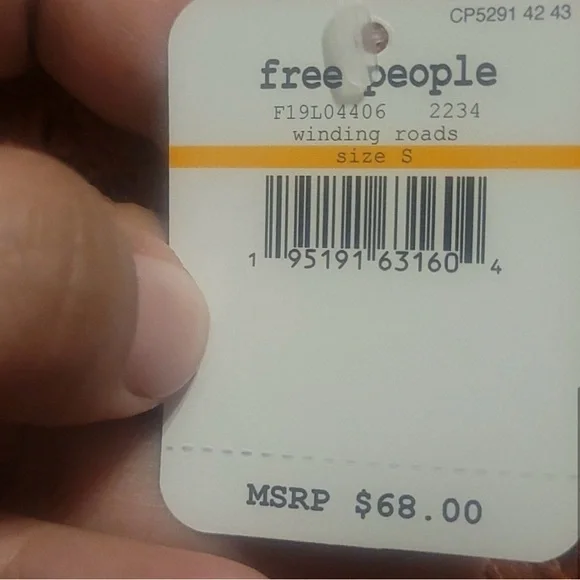 CP5291 42 43
free people
F19L04406 2234
winding roads
size S
1 95191 63160 4
MSRP $68.00